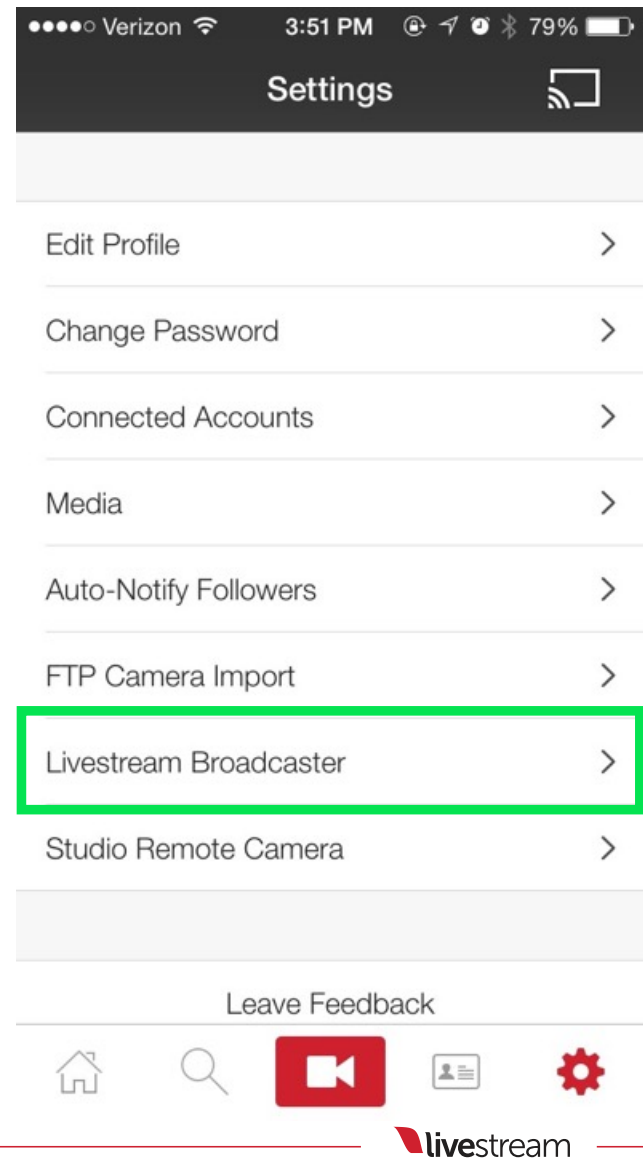 Verizon 3:51 PM 79%
Settings
Edit Profile
Change Password
Connected Accounts
Media
Auto-Notify Followers
FTP Camera Import
Livestream Broadcaster
Studio Remote Camera
Leave Feedback
livestream